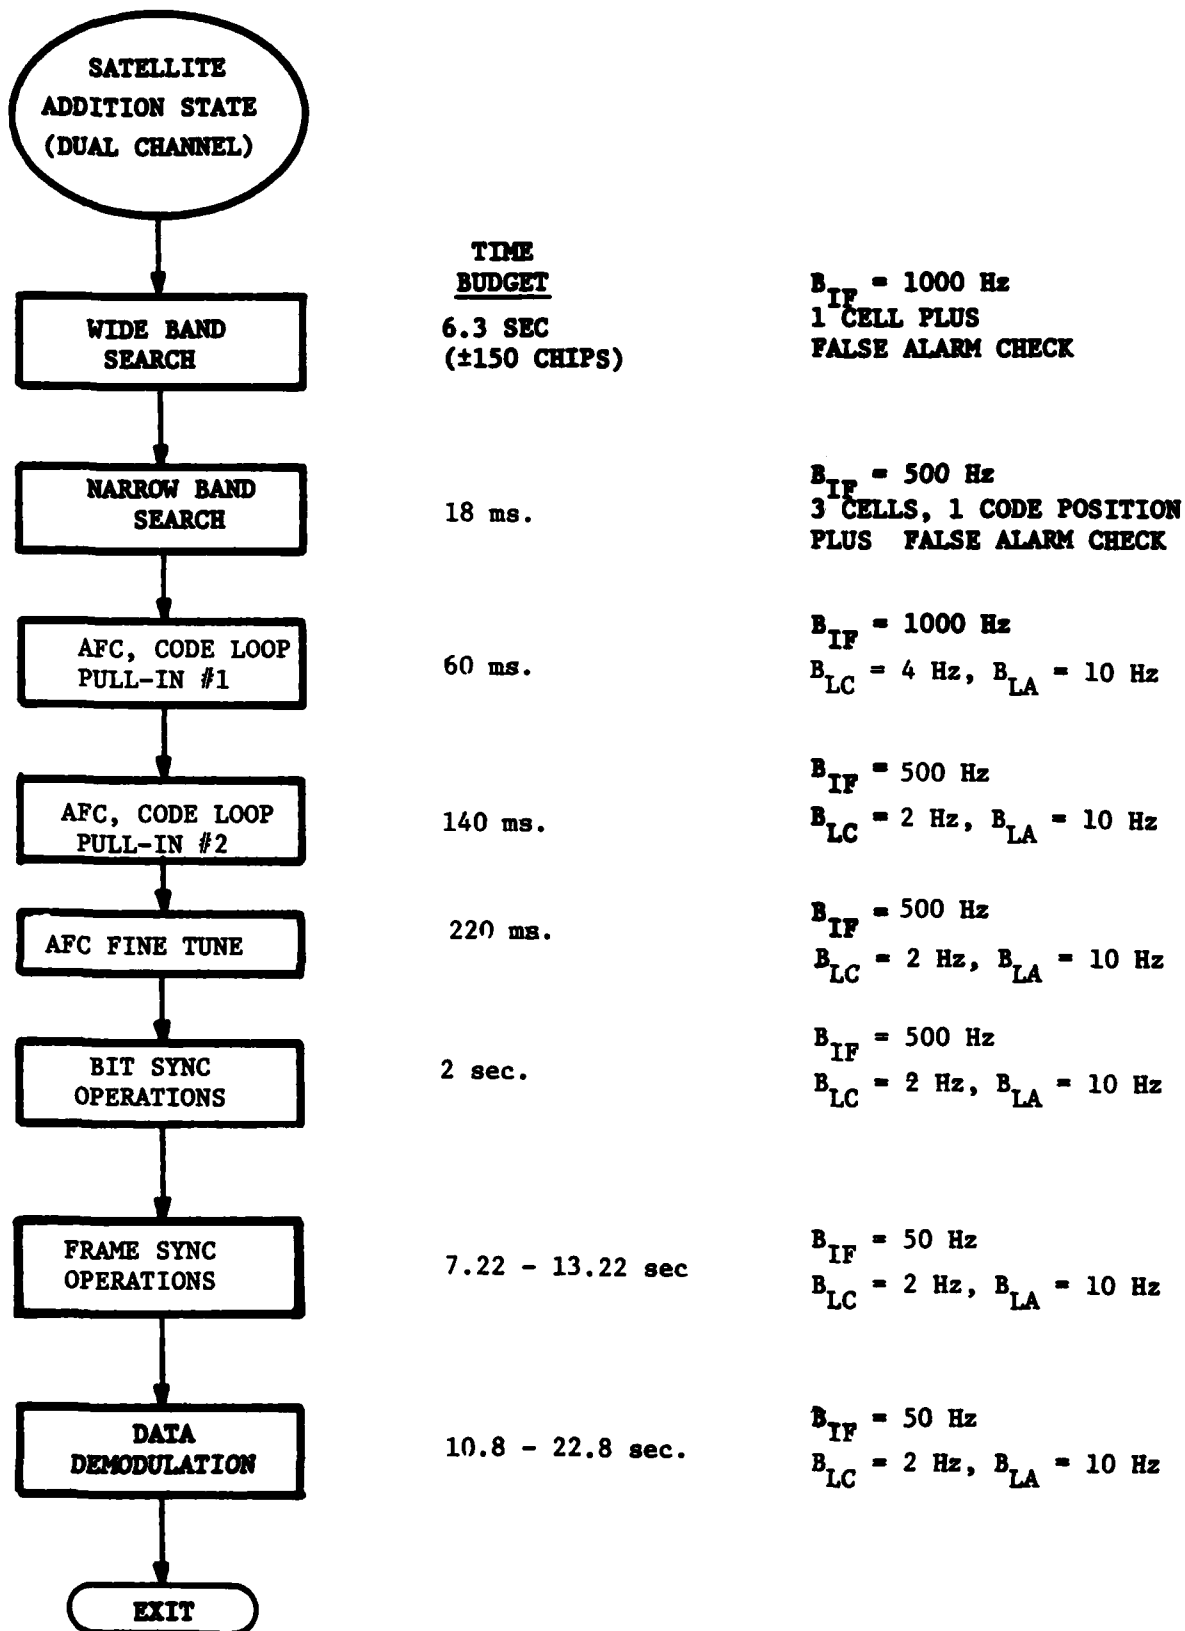 SATELLITE
ADDITION STATE
(DUAL CHANNEL)
TIME
BUDGET
WIDE BAND
SEARCH
6.3 SEC
(±150 CHIPS)
B_IF = 1000 Hz
1 CELL PLUS
FALSE ALARM CHECK
NARROW BAND
SEARCH
18 ms.
B_IF = 500 Hz
3 CELLS, 1 CODE POSITION
PLUS FALSE ALARM CHECK
AFC, CODE LOOP
PULL-IN #1
60 ms.
B_IF = 1000 Hz
B_LC = 4 Hz, B_LA = 10 Hz
AFC, CODE LOOP
PULL-IN #2
140 ms.
B_IF = 500 Hz
B_LC = 2 Hz, B_LA = 10 Hz
AFC FINE TUNE
220 ms.
B_IF = 500 Hz
B_LC = 2 Hz, B_LA = 10 Hz
BIT SYNC
OPERATIONS
2 sec.
B_IF = 500 Hz
B_LC = 2 Hz, B_LA = 10 Hz
FRAME SYNC
OPERATIONS
7.22 - 13.22 sec
B_IF = 50 Hz
B_LC = 2 Hz, B_LA = 10 Hz
DATA
DEMODULATION
10.8 - 22.8 sec.
B_IF = 50 Hz
B_LC = 2 Hz, B_LA = 10 Hz
EXIT